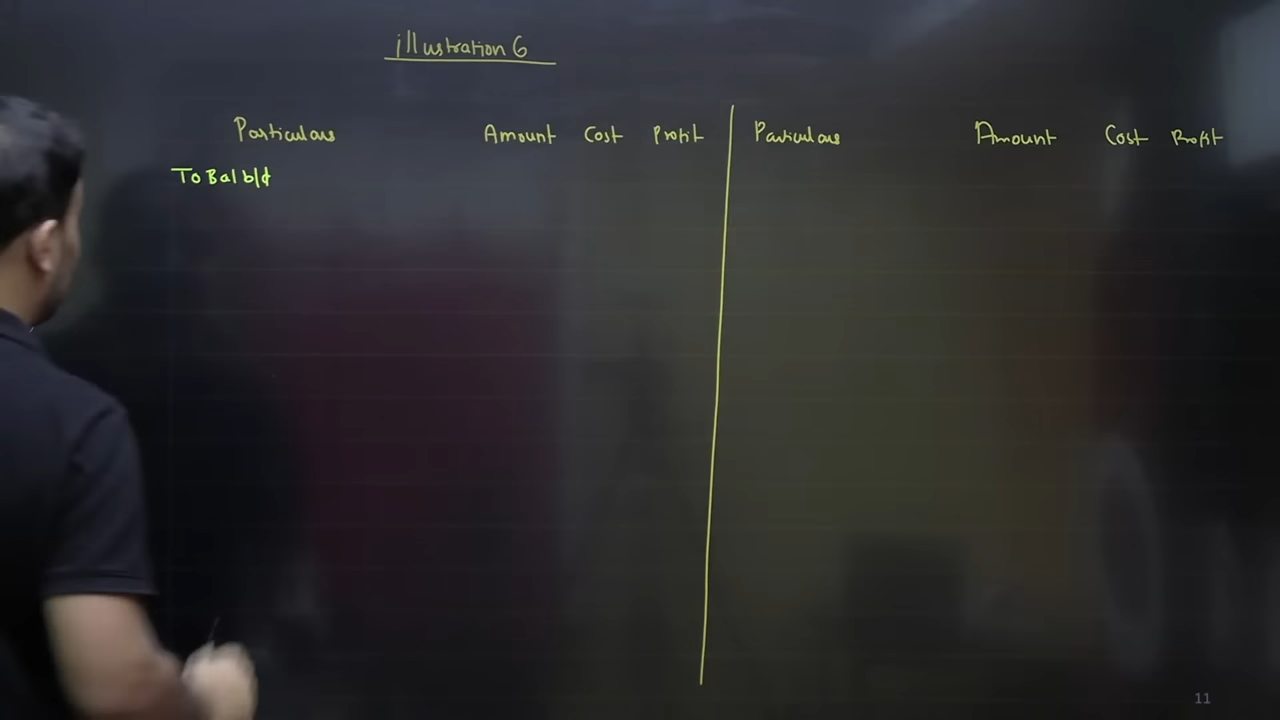 illustration 6
Particulars Amount Cost Profit Particulars Amount Cost Profit
To Bal b/d
11